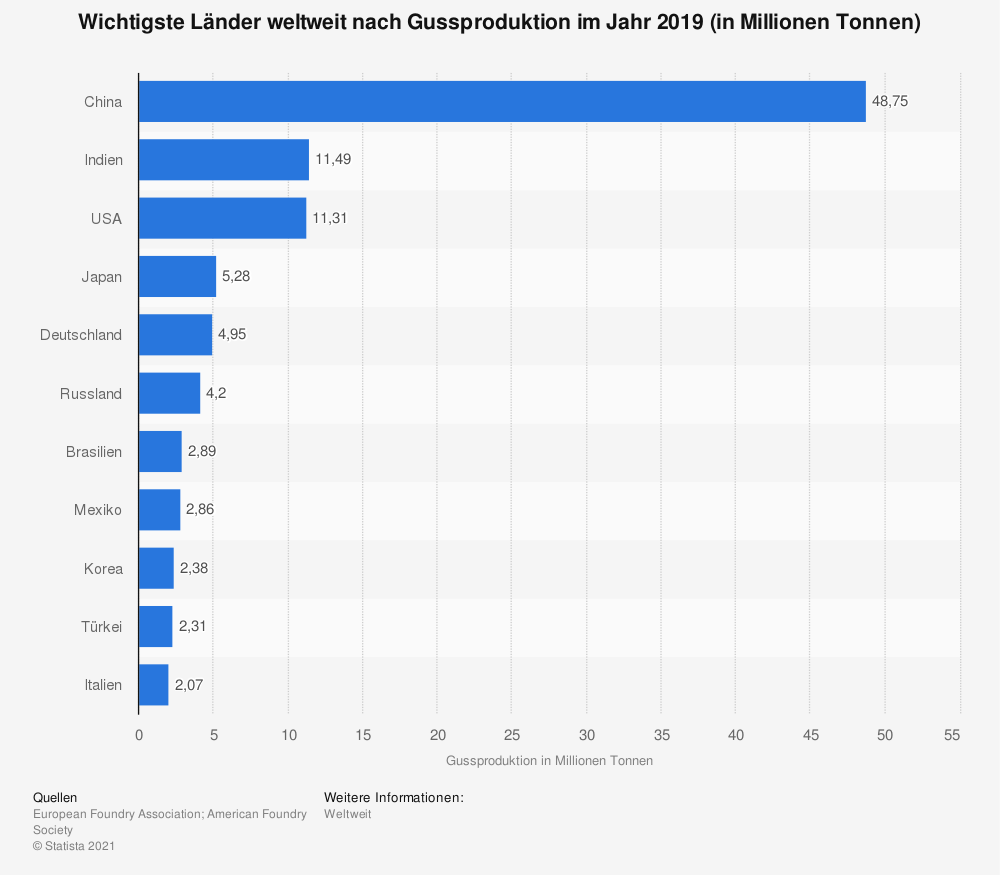 Wichtigste Länder weltweit nach Gussproduktion im Jahr 2019 (in Millionen Tonnen)
China 48,75
Indien 11,49
USA 11,31
Japan 5,28
Deutschland 4,95
Russland 4,2
Brasilien 2,89
Mexiko 2,86
Korea 2,38
Türkei 2,31
Italien 2,07
0 5 10 15 20 25 30 35 40 45 50 55
Gussproduktion in Millionen Tonnen
Quellen
European Foundry Association; American Foundry
Society
© Statista 2021
Weitere Informationen:
Weltweit